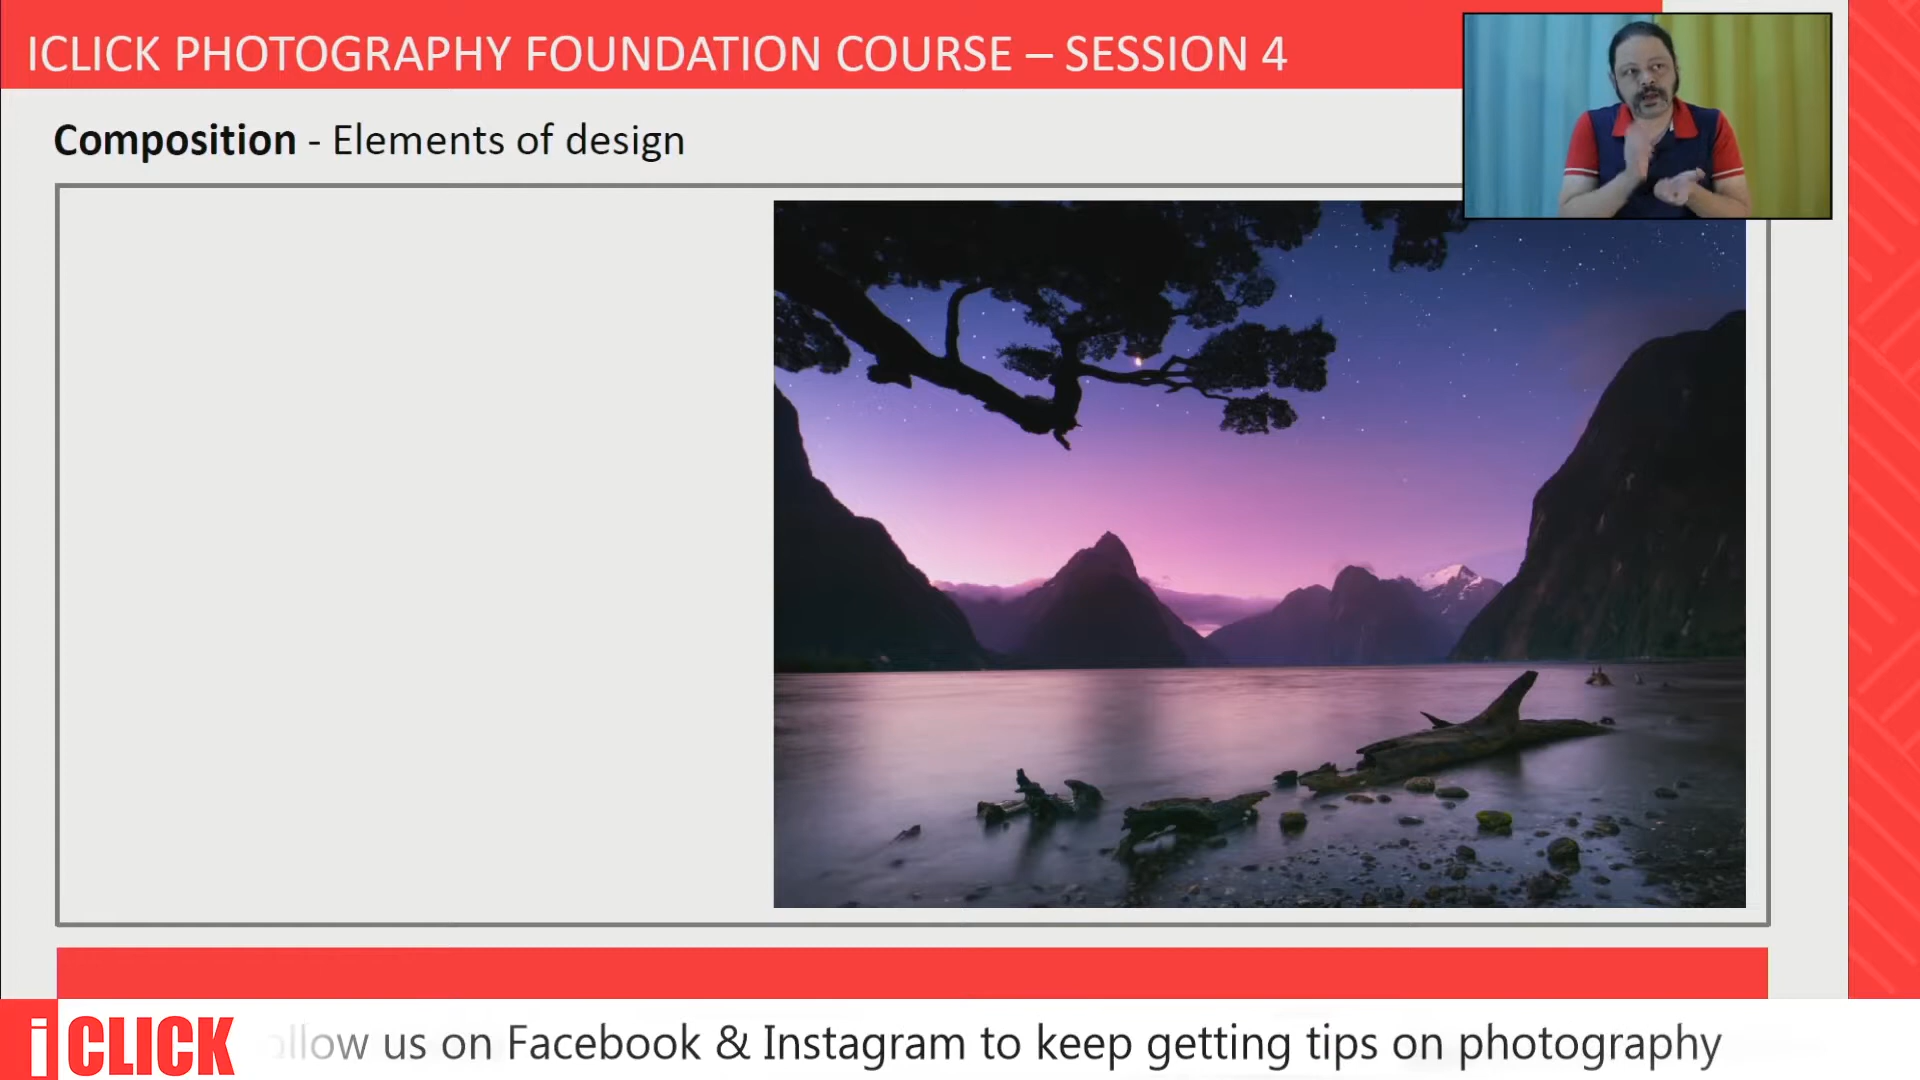 ICLICK PHOTOGRAPHY FOUNDATION COURSE – SESSION 4
Composition - Elements of design
iCLICK
ollow us on Facebook & Instagram to keep getting tips on photography